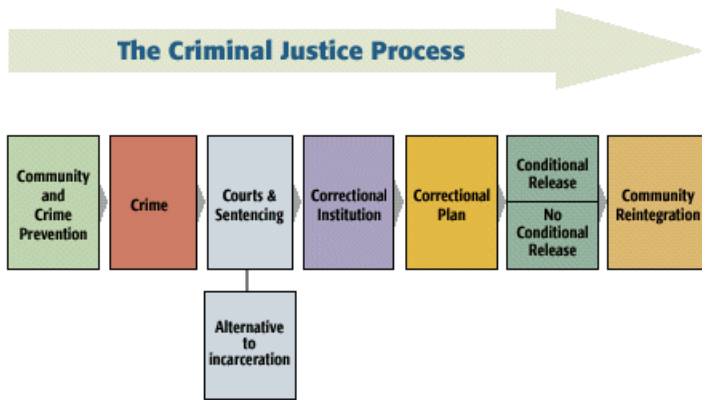 The Criminal Justice Process
Community
and
Crime
Prevention
Crime
Courts &
Sentencing
Correctional
Institution
Correctional
Plan
Conditional
Release
No
Conditional
Release
Community
Reintegration
Alternative
to
incarceration